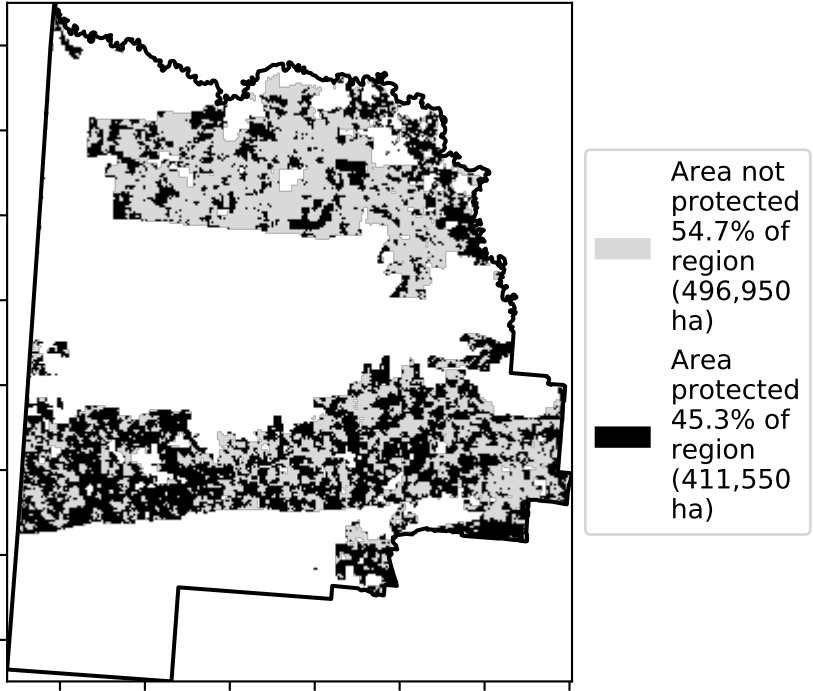 Area not
protected
54.7% of
region
(496,950
ha)
Area
protected
45.3% of
region
(411,550
ha)